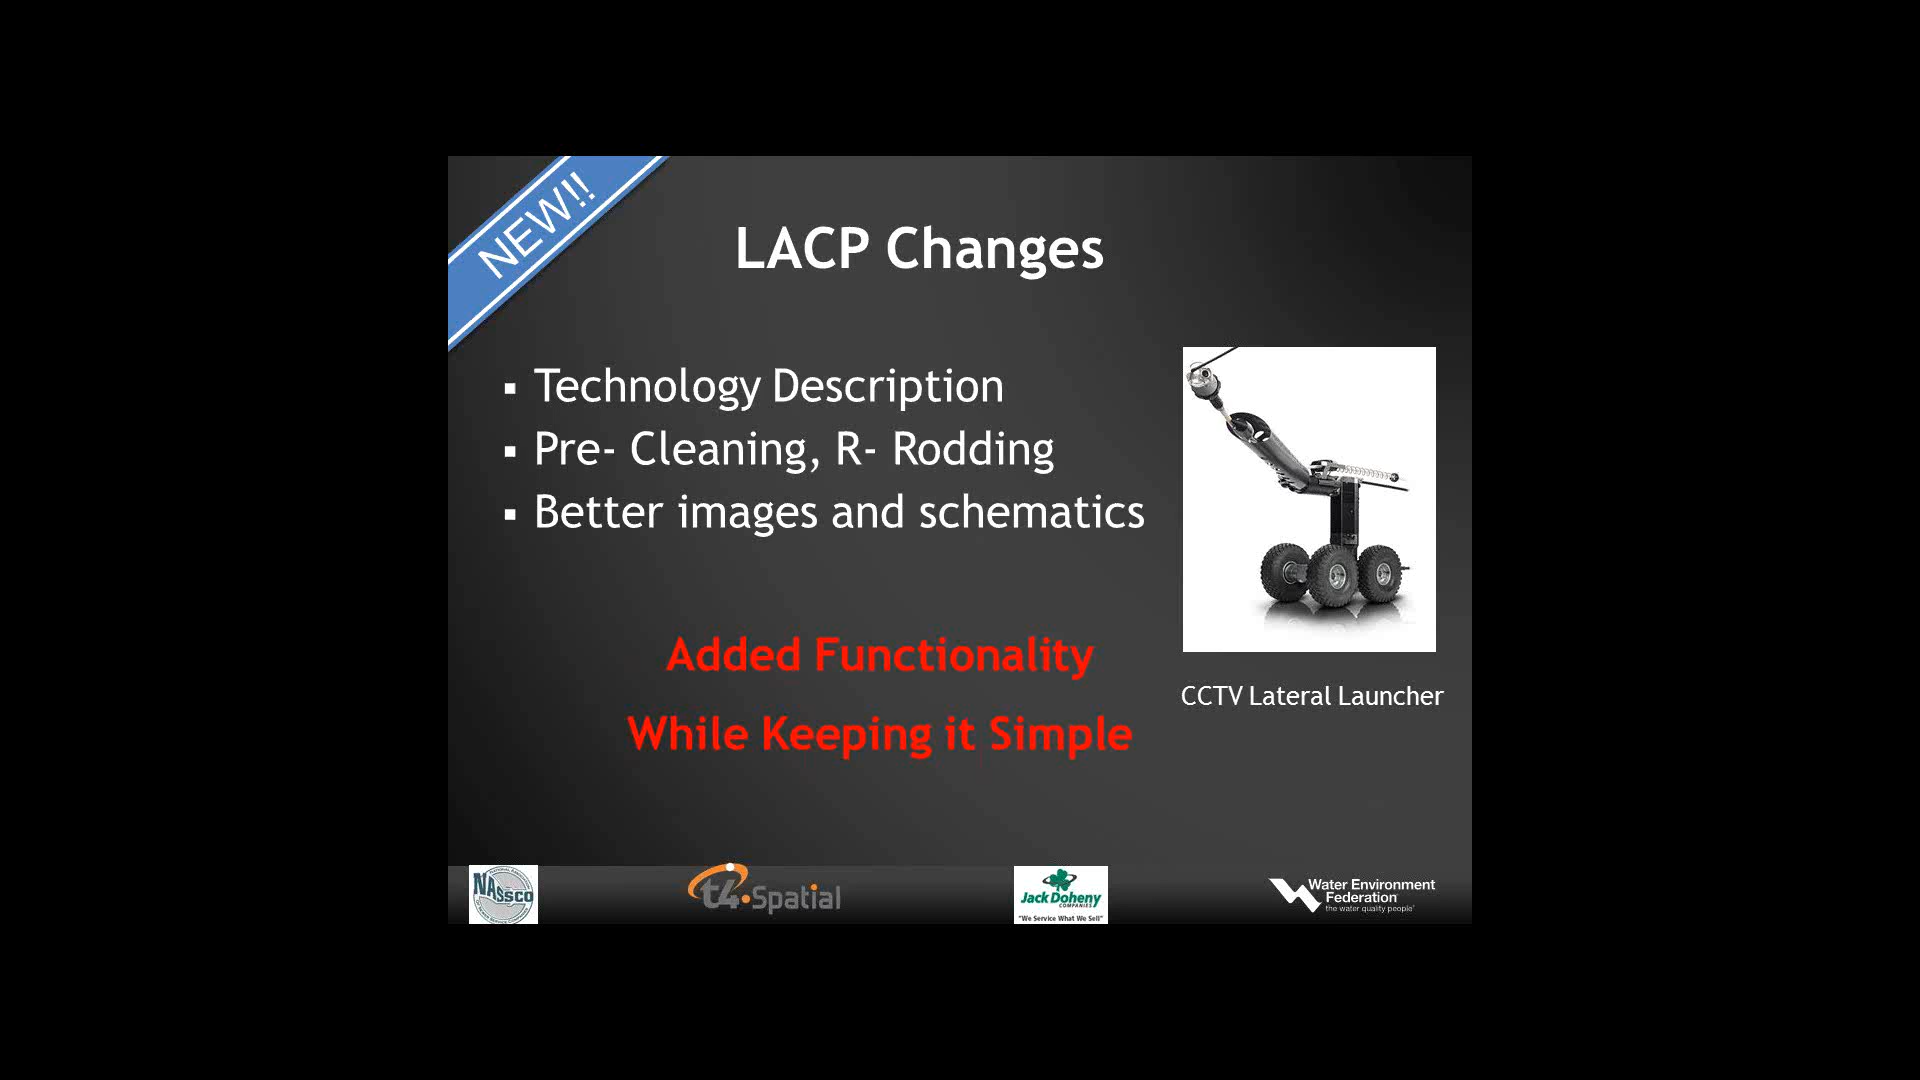 NEW!!
LACP Changes
▪ Technology Description
▪ Pre- Cleaning, R- Rodding
▪ Better images and schematics
Added Functionality
While Keeping it Simple
CCTV Lateral Launcher
NASSCO
t4 Spatial
Jack Doheny
COMPANIES
"We Service What We Sell"
Water Environment
Federation
the water quality people